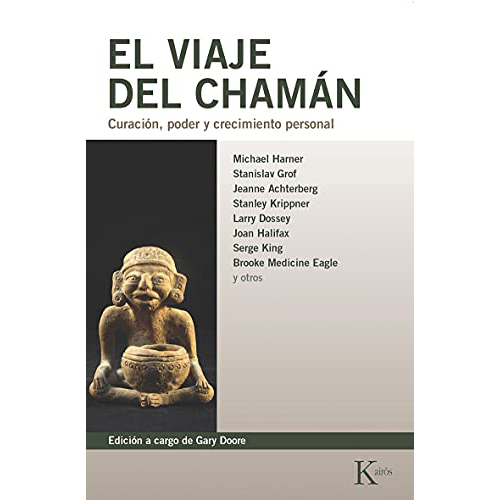 EL VIAJE
DEL CHAMÁN
Curación, poder y crecimiento personal
Michael Harner
Stanislav Grof
Jeanne Achterberg
Stanley Krippner
Larry Dossey
Joan Halifax
Serge King
Brooke Medicine Eagle
y otros
Edición a cargo de Gary Doore
Kairós